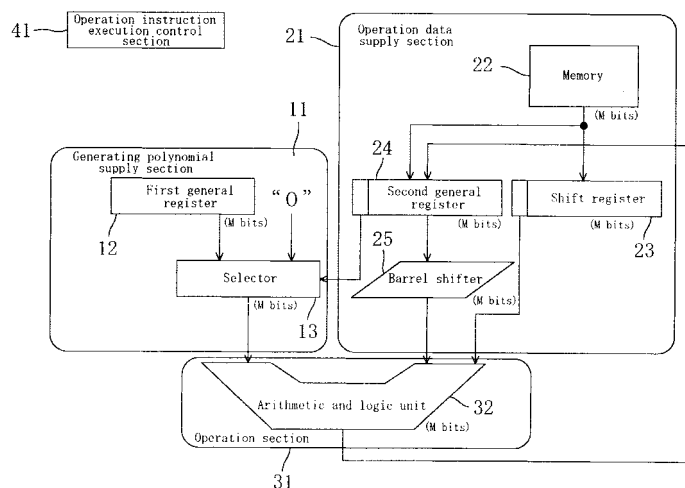 41
Operation instruction
execution control
section
21
Operation data
supply section
22
Memory
(M bits)
11
Generating polynomial
supply section
First general
register
12
(M bits)
"0"
24
Second general
register
(M bits)
Shift register
(M bits)
23
25
Barrel shifter
(M bits)
Selector
(M bits)
13
Arithmetic and logic unit
32
(M bits)
Operation section
31